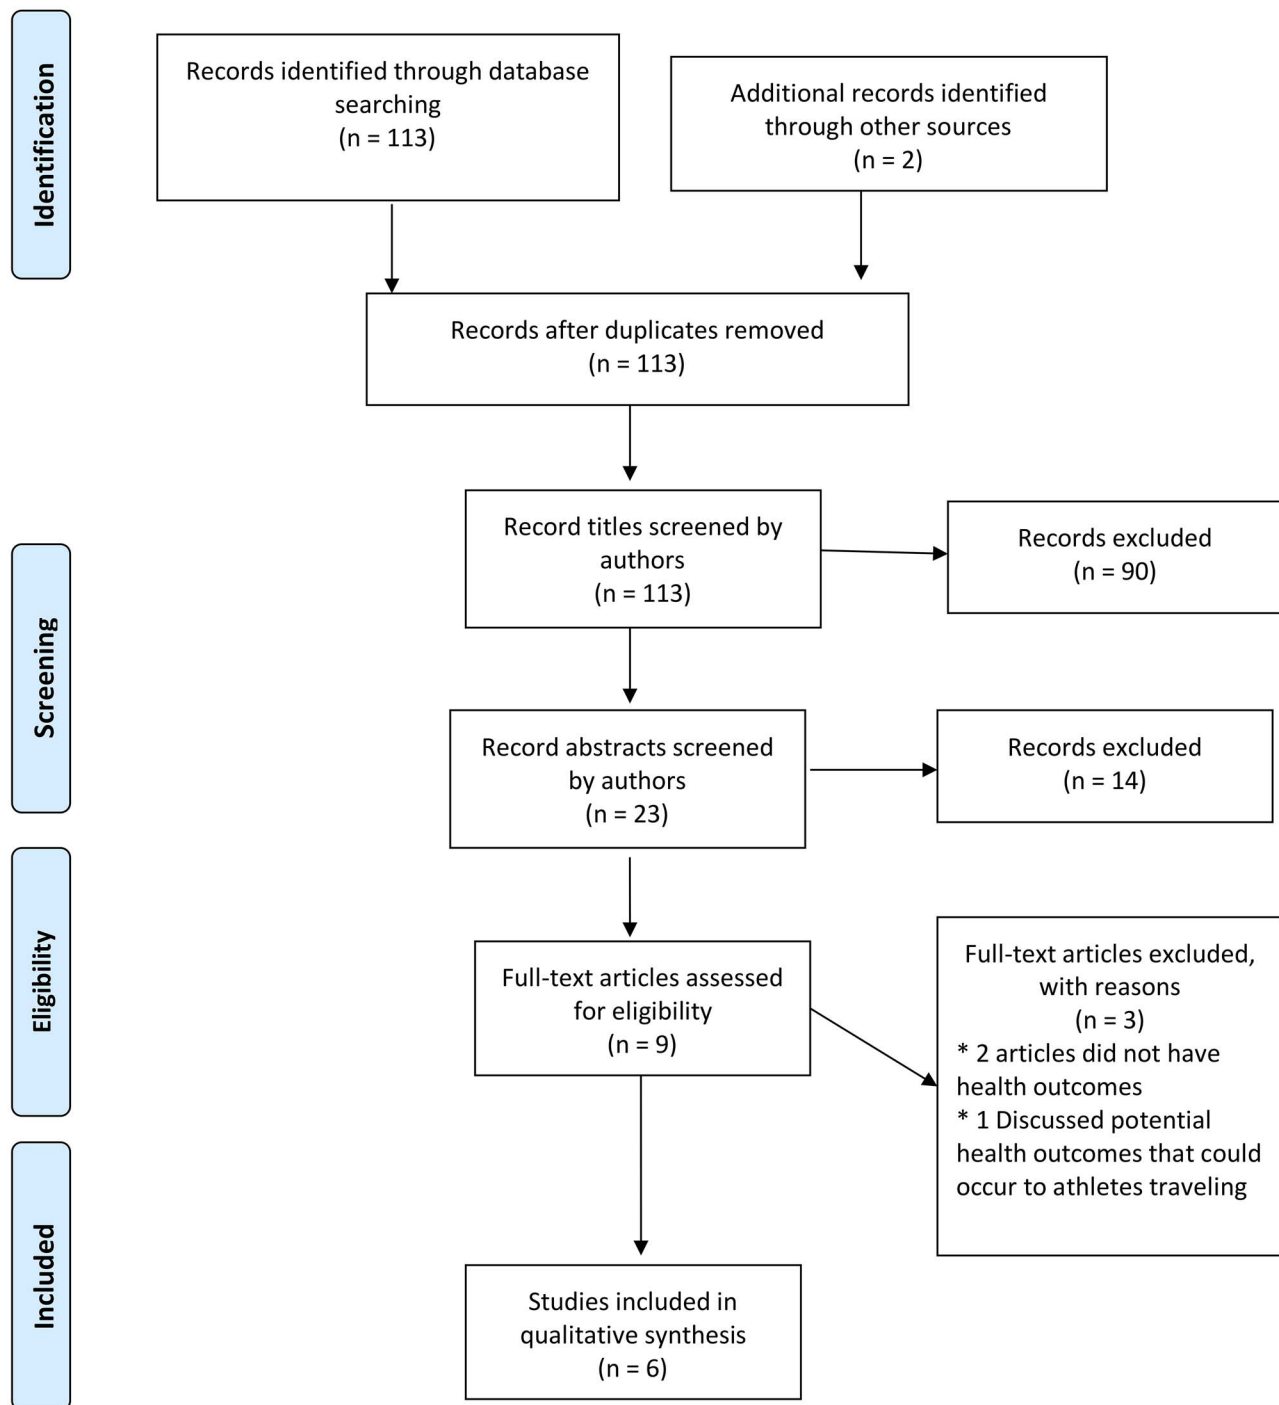 Identification
Records identified through database
searching
(n = 113)
Additional records identified
through other sources
(n = 2)
Records after duplicates removed
(n = 113)
Screening
Record titles screened by
authors
(n = 113)
Records excluded
(n = 90)
Record abstracts screened
by authors
(n = 23)
Records excluded
(n = 14)
Eligibility
Full-text articles assessed
for eligibility
(n = 9)
Full-text articles excluded,
with reasons
(n = 3)
* 2 articles did not have
health outcomes
* 1 Discussed potential
health outcomes that could
occur to athletes traveling
Included
Studies included in
qualitative synthesis
(n = 6)